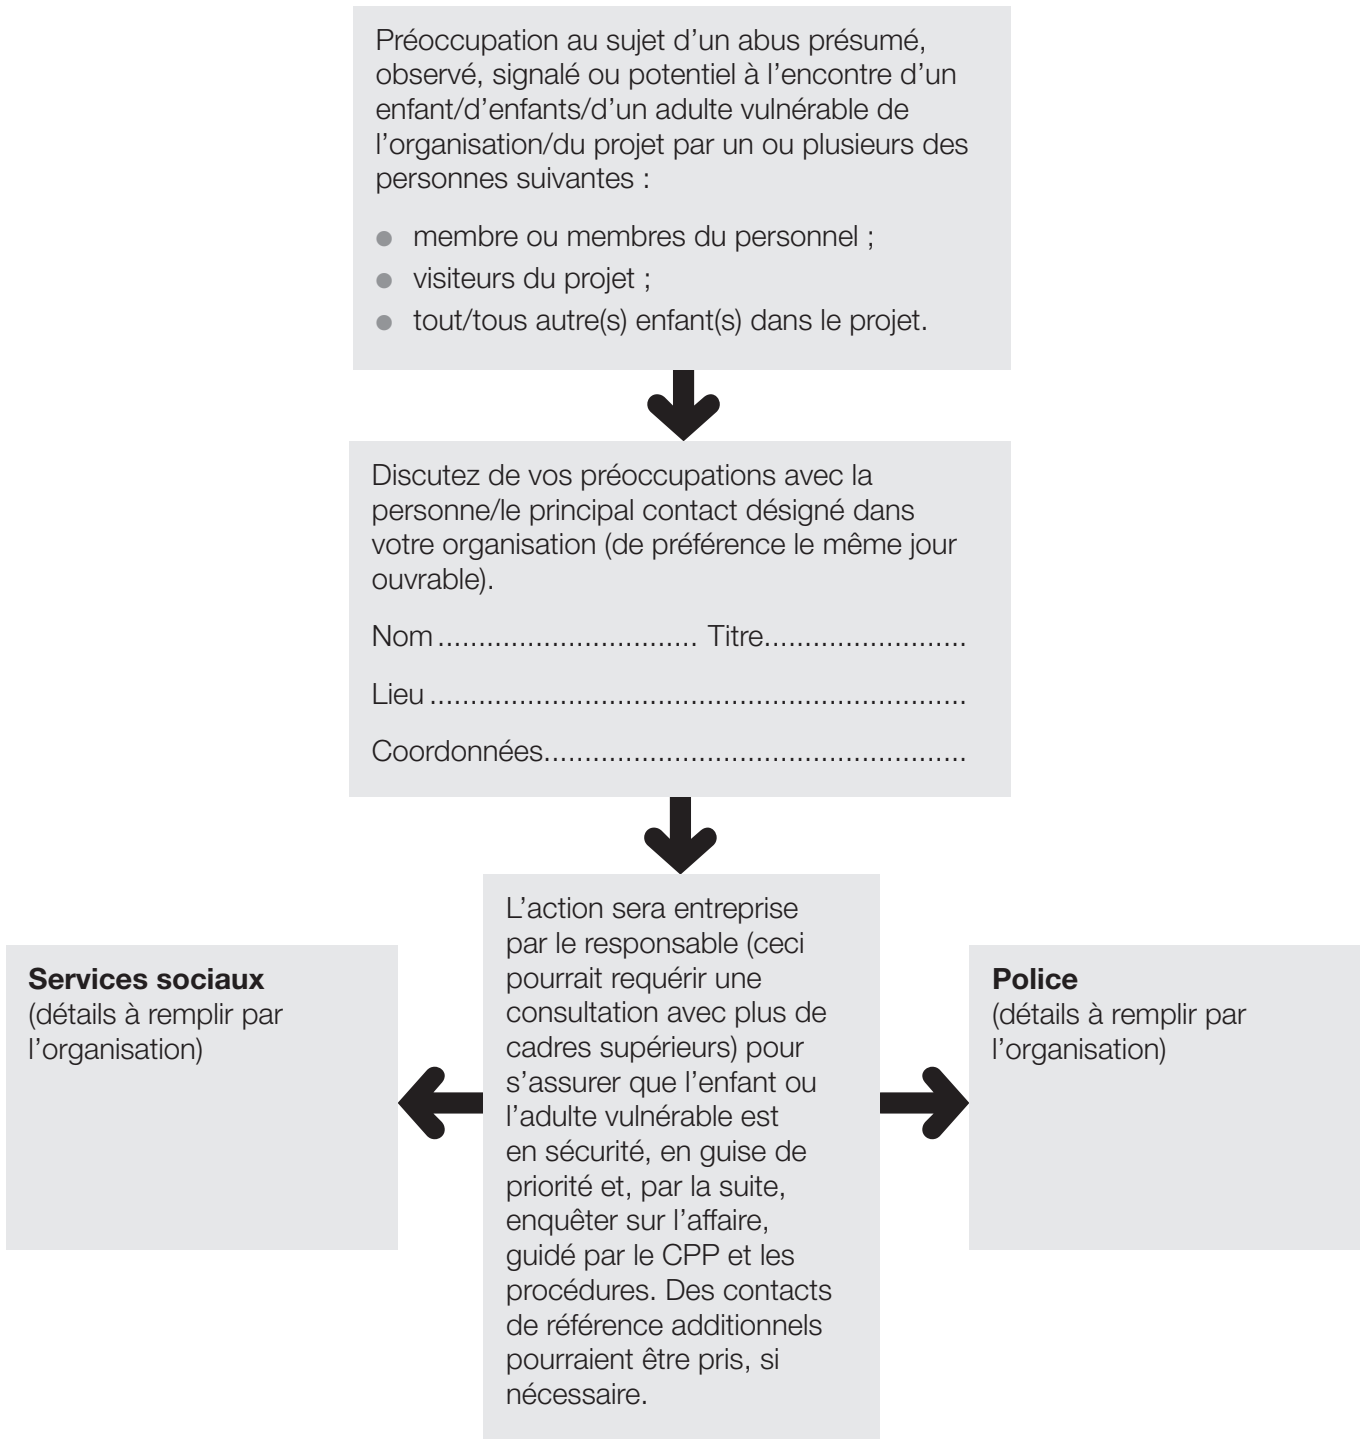 Préoccupation au sujet d’un abus présumé,
observé, signalé ou potentiel à l’encontre d’un
enfant/d’enfants/d’un adulte vulnérable de
l’organisation/du projet par un ou plusieurs des
personnes suivantes :
● membre ou membres du personnel ;
● visiteurs du projet ;
● tout/tous autre(s) enfant(s) dans le projet.
Discutez de vos préoccupations avec la
personne/le principal contact désigné dans
votre organisation (de préférence le même jour
ouvrable).
Nom................................ Titre.........................
Lieu..................................................................
Coordonnées....................................................
L’action sera entreprise
par le responsable (ceci
pourrait requérir une
consultation avec plus de
cadres supérieurs) pour
s’assurer que l’enfant ou
l’adulte vulnérable est
en sécurité, en guise de
priorité et, par la suite,
enquêter sur l’affaire,
guidé par le CPP et les
procédures. Des contacts
de référence additionnels
pourraient être pris, si
nécessaire.
Services sociaux
(détails à remplir par
l’organisation)
Police
(détails à remplir par
l’organisation)